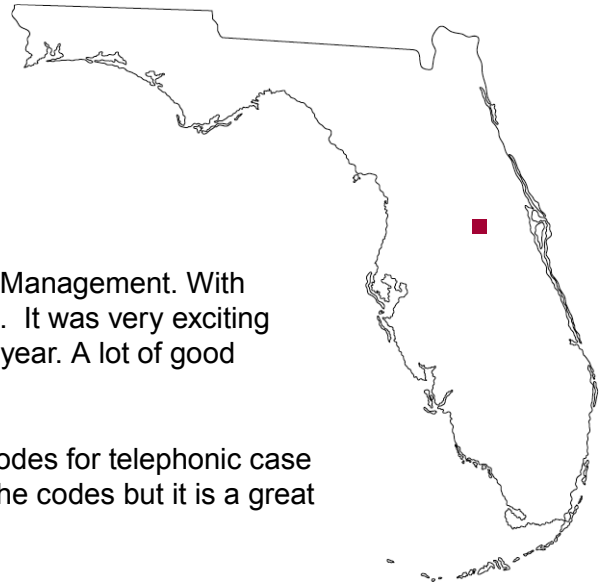 Management. With
. It was very exciting
year. A lot of good
odes for telephonic case
he codes but it is a great